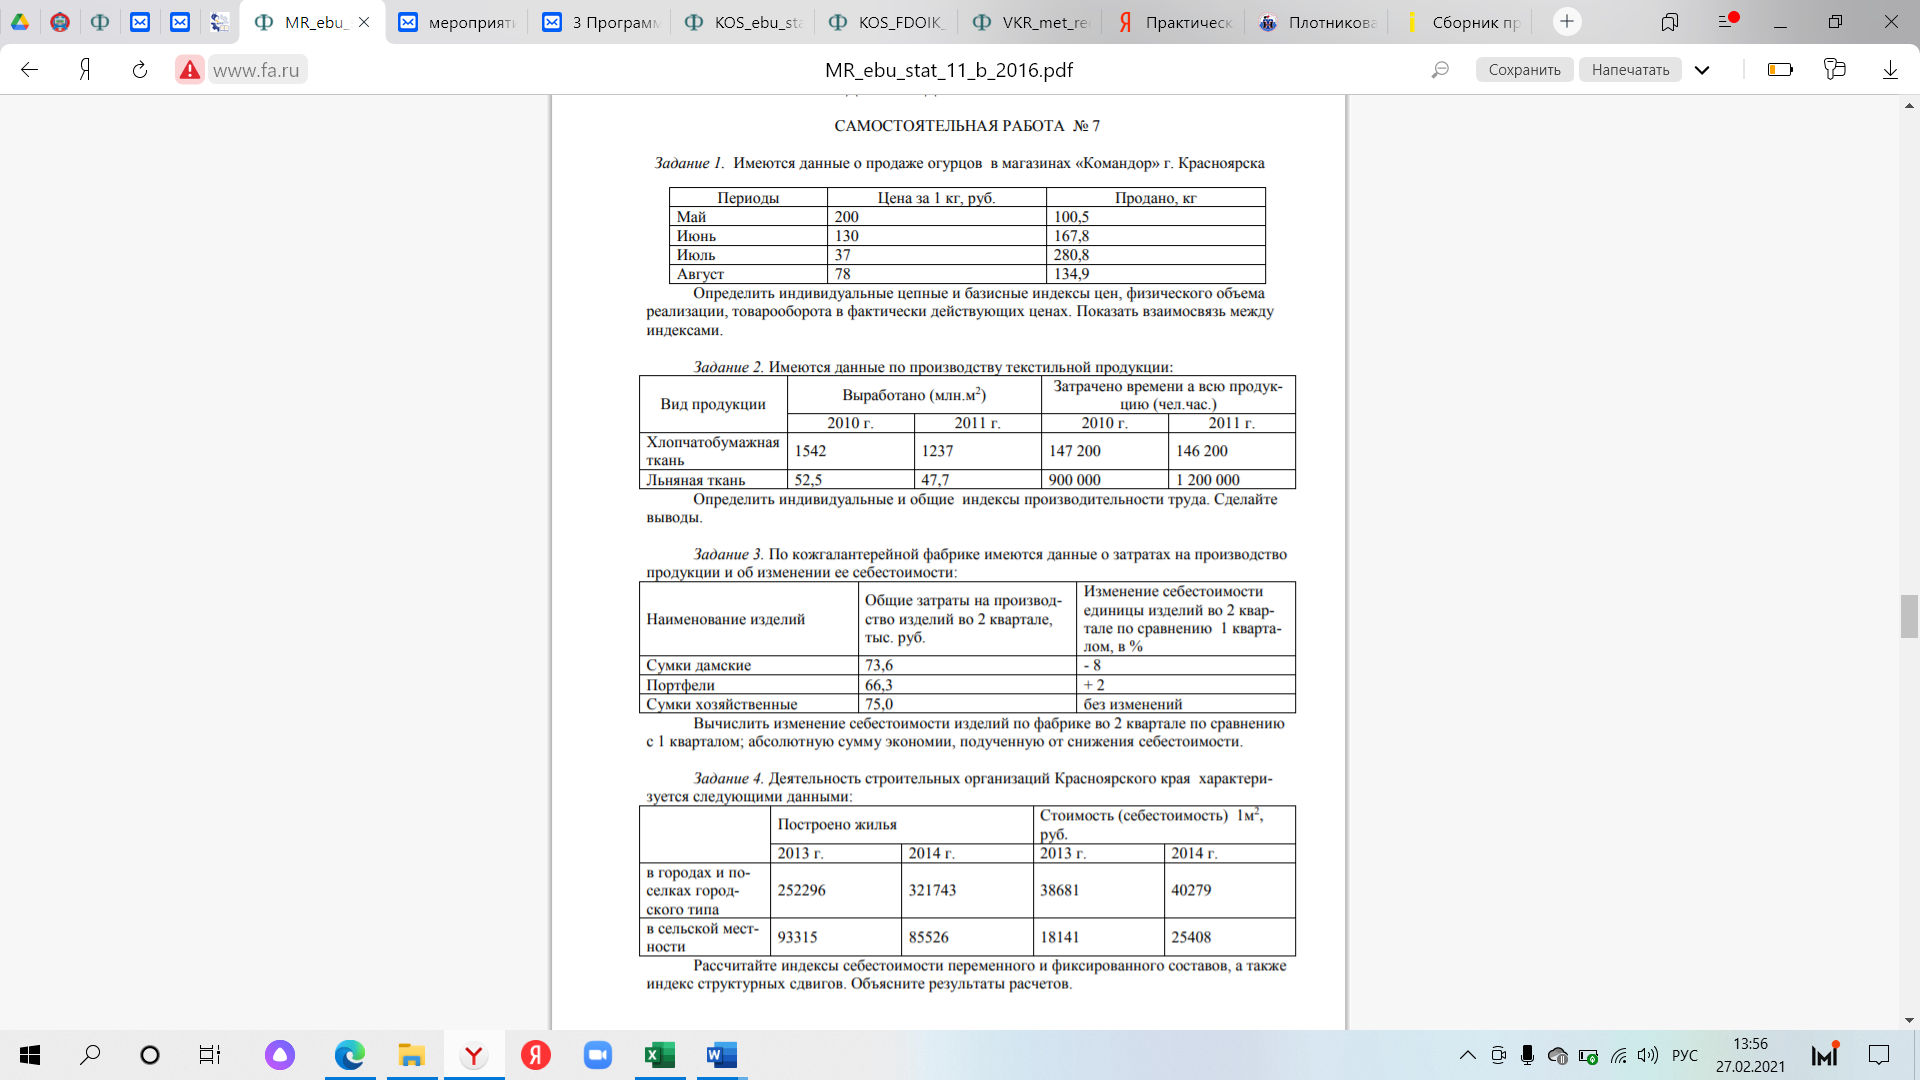 MR_ebu_
мероприяти
3 Программ
KOS_ebu_sta
KOS_FDOIK_
VKR_met_rec
Практическ
Плотникова
Сборник пр
www.fa.ru
MR_ebu_stat_11_b_2016.pdf
Сохранить
Напечатать
САМОСТОЯТЕЛЬНАЯ РАБОТА № 7
Задание 1. Имеются данные о продаже огурцов в магазинах «Командор» г. Красноярска
Периоды Цена за 1 кг, руб. Продано, кг
Май 200 100,5
Июнь 130 167,8
Июль 37 280,8
Август 78 134,9
Определить индивидуальные цепные и базисные индексы цен, физического объема
реализации, товарооборота в фактически действующих ценах. Показать взаимосвязь между
индексами.
Задание 2. Имеются данные по производству текстильной продукции:
Вид продукции
Выработано (млн.м²)
Затрачено времени а всю продук-
цию (чел.час.)
2010 г. 2011 г. 2010 г. 2011 г.
Хлопчатобумажная
ткань
1542 1237 147 200 146 200
Льняная ткань 52,5 47,7 900 000 1 200 000
Определить индивидуальные и общие индексы производительности труда. Сделайте
выводы.
Задание 3. По кожгалантерейной фабрике имеются данные о затратах на производство
продукции и об изменении ее себестоимости:
Наименование изделий
Общие затраты на производ-
ство изделий во 2 квартале,
тыс. руб.
Изменение себестоимости
единицы изделий во 2 квар-
тале по сравнению 1 кварта-
лом, в %
Сумки дамские 73,6 - 8
Портфели 66,3 + 2
Сумки хозяйственные 75,0 без изменений
Вычислить изменение себестоимости изделий по фабрике во 2 квартале по сравнению
с 1 кварталом; абсолютную сумму экономии, подученную от снижения себестоимости.
Задание 4. Деятельность строительных организаций Красноярского края характери-
зуется следующими данными:
Построено жилья
Стоимость (себестоимость) 1м²,
руб.
2013 г. 2014 г. 2013 г. 2014 г.
в городах и по-
селках город-
ского типа
252296 321743 38681 40279
в сельской мест-
ности
93315 85526 18141 25408
Рассчитайте индексы себестоимости переменного и фиксированного составов, а также
индекс структурных сдвигов. Объясните результаты расчетов.
РУС
13:56
27.02.2021